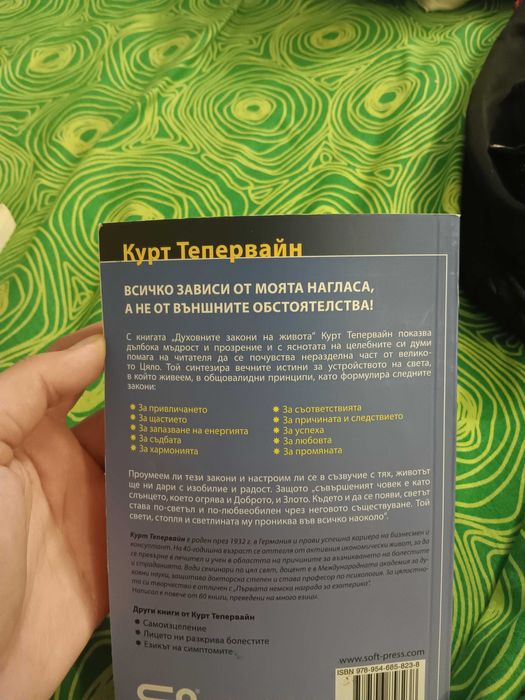 Курт Тепервайн
ВСИЧКО ЗАВИСИ ОТ МОЯТА НАГЛАСА,
А НЕ ОТ ВЪНШНИТЕ ОБСТОЯТЕЛСТВА!
С книгата „Духовните закони на живота" Курт Тепервайн показва
дълбока мъдрост и прозрение и с яснотата на целебните си думи
помага на читателя да се почувства неразделна част от велико-
то Цяло. Той синтезира вечните истини за устройството на света,
в който живеем, в общовалидни принципи, като формулира следните
закони:
За привличането
За щастието
За запазване на енергията
За съдбата
За хармонията
За съответствията
За причината и следствието
За успеха
За любовта
За промяната
Проумеем ли тези закони и настроим ли се в съзвучие с тях, животът
ще ни дари с изобилие и радост. Защото „съвършеният човек е като
слънцето, което огрява и Доброто, и Злото. Където и да се появи, светът
става по-светъл и по-любвеобилен чрез неговото съществуване. Той
свети, стопля и светлината му прониква във всичко наоколо".
Курт Тепервайн е роден през 1932 г. в Германия и прави успешна кариера на бизнесмен и
консултант. На 40-годишна възраст се оттегля от активния икономически живот, за да
се превърне в лечител и учен в областта на причините за възникването на болестите
и страданията. Води семинари по цял свят, доцент е в Международната академия за ду-
ховни науки, защитава докторска степен и става професор по психология. За цялостно-
то си творчество е отличен с „Първата немска награда за езотерика".
Написал е повече от 60 книги, преведени на много езици.
Други книги от Курт Тепервайн
Самоизцеление
Лицето ни разкрива болестите
Езикът на симптомите
www.soft-press.com
ISBN 978-954-685-823-8